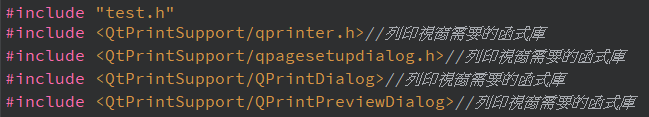 #include "test.h"
#include <QtPrintSupport/qprinter.h>//列印視窗需要的函式庫
#include <QtPrintSupport/qpagesetupdialog.h>//列印視窗需要的函式庫
#include <QtPrintSupport/QPrintDialog>//列印視窗需要的函式庫
#include <QtPrintSupport/QPrintPreviewDialog>//列印視窗需要的函式庫